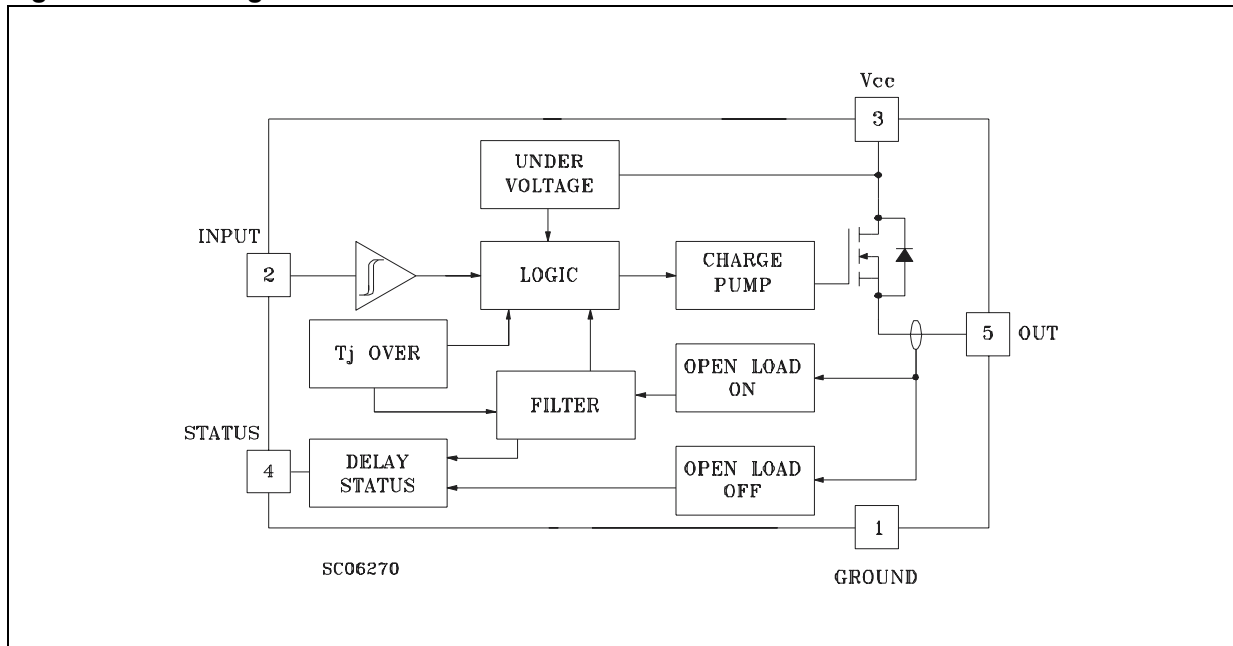 Vcc
3
UNDER
VOLTAGE
INPUT
2
LOGIC
CHARGE
PUMP
5
OUT
Tj OVER
OPEN LOAD
ON
FILTER
STATUS
4
DELAY
STATUS
OPEN LOAD
OFF
1
SC06270
GROUND